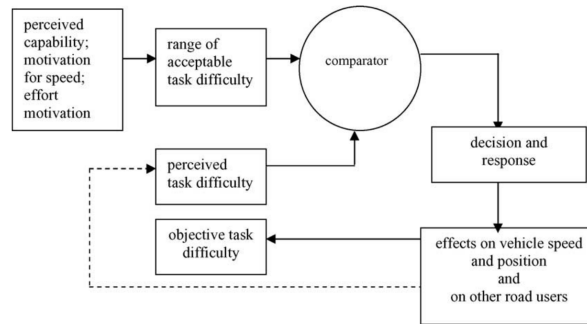 perceived
capability;
motivation
for speed;
effort
motivation
range of
acceptable
task difficulty
comparator
decision and
response
perceived
task difficulty
objective task
difficulty
effects on vehicle speed
and position
and
on other road users